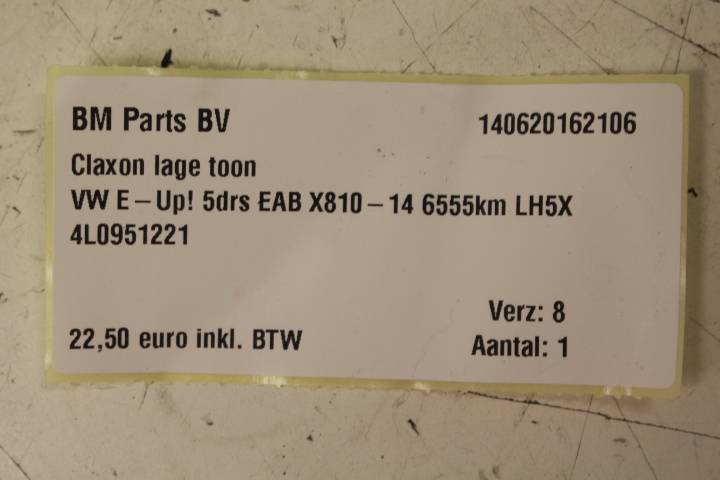 BM Parts BV 140620162106
Claxon lage toon
VW E-Up! 5drs EAB X810-14 6555km LH5X
4L0951221
Verz: 8
22,50 euro inkl. BTW Aantal: 1